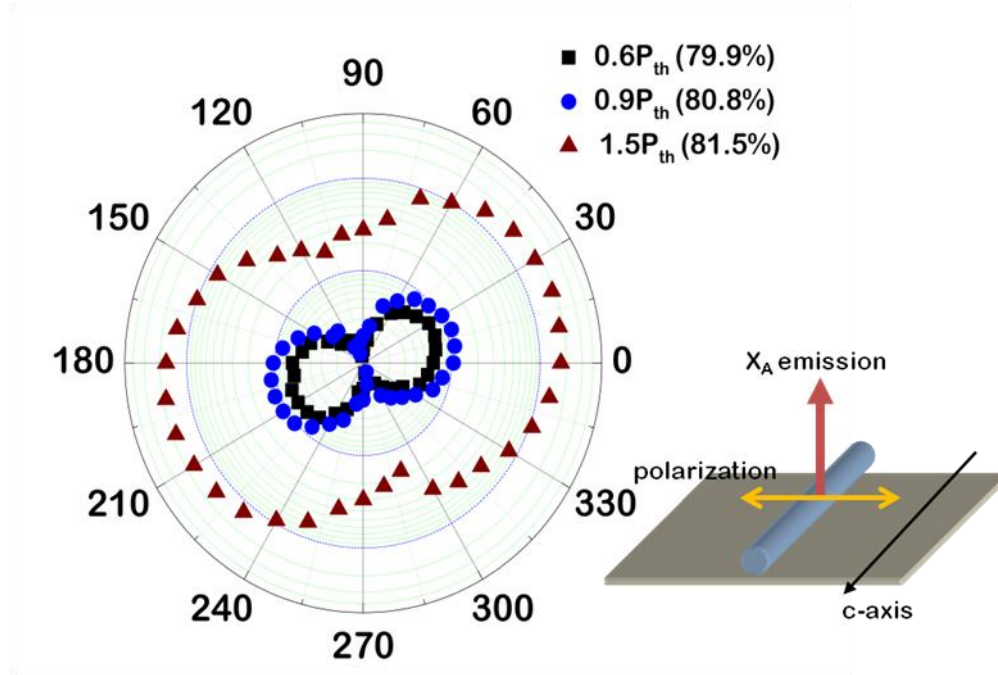 90
120
60
150
30
180
0
210
330
240
300
270
0.6Pth (79.9%)
0.9Pth (80.8%)
1.5Pth (81.5%)
XA emission
polarization
c-axis